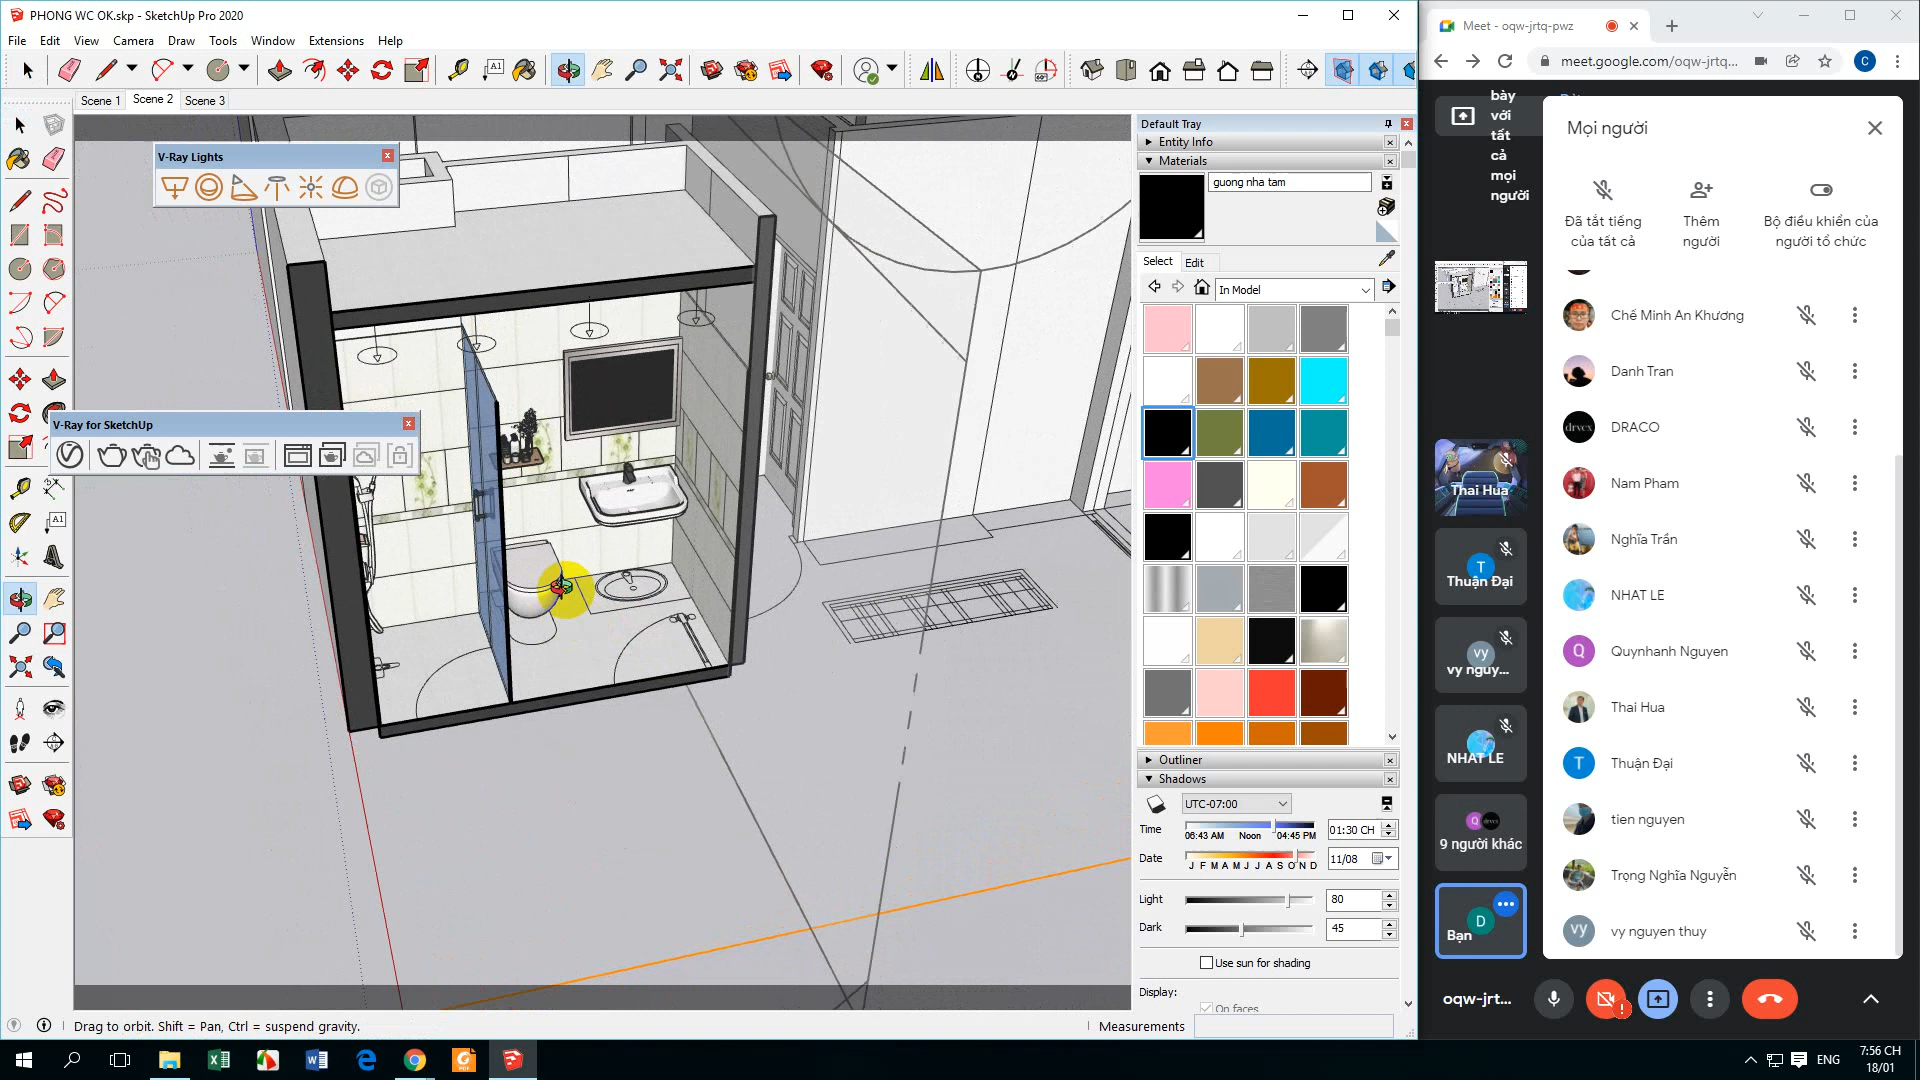 PHONG WC OK.skp - SketchUp Pro 2020
File Edit View Camera Draw Tools Window Extensions Help
Scene 1 Scene 2 Scene 3
V-Ray Lights
V-Ray for SketchUp
Default Tray
Entity Info
Materials
guong nha tam
Select Edit
In Model
Outliner
Shadows
UTC-07:00
Time
06:43 AM Noon 04:45 PM
01:30 CH
Date
J F M A M J J A S O N D
11/08
Light
80
Dark
45
Use sun for shading
Display:
On faces
Drag to orbit. Shift = Pan, Ctrl = suspend gravity.
Measurements
Meet - oqw-jrtq-pwz
meet.google.com/oqw-jrtq...
C
bày
với
tất
cả
mọi
người
Thai Hua
T
Thuận Đại
vy
vy nguy...
NHAT LE
Q drvcx
9 người khác
D
Bạn
Mọi người
Đã tắt tiếng
của tất cả
Thêm
người
Bộ điều khiển của
người tổ chức
Chế Minh An Khương
Danh Tran
drvcx
DRACO
Nam Pham
Nghĩa Trần
NHAT LE
Q
Quynhanh Nguyen
Thai Hua
T
Thuận Đại
tien nguyen
Trọng Nghĩa Nguyễn
vy
vy nguyen thuy
oqw-jrt...
ENG
7:56 CH
18/01